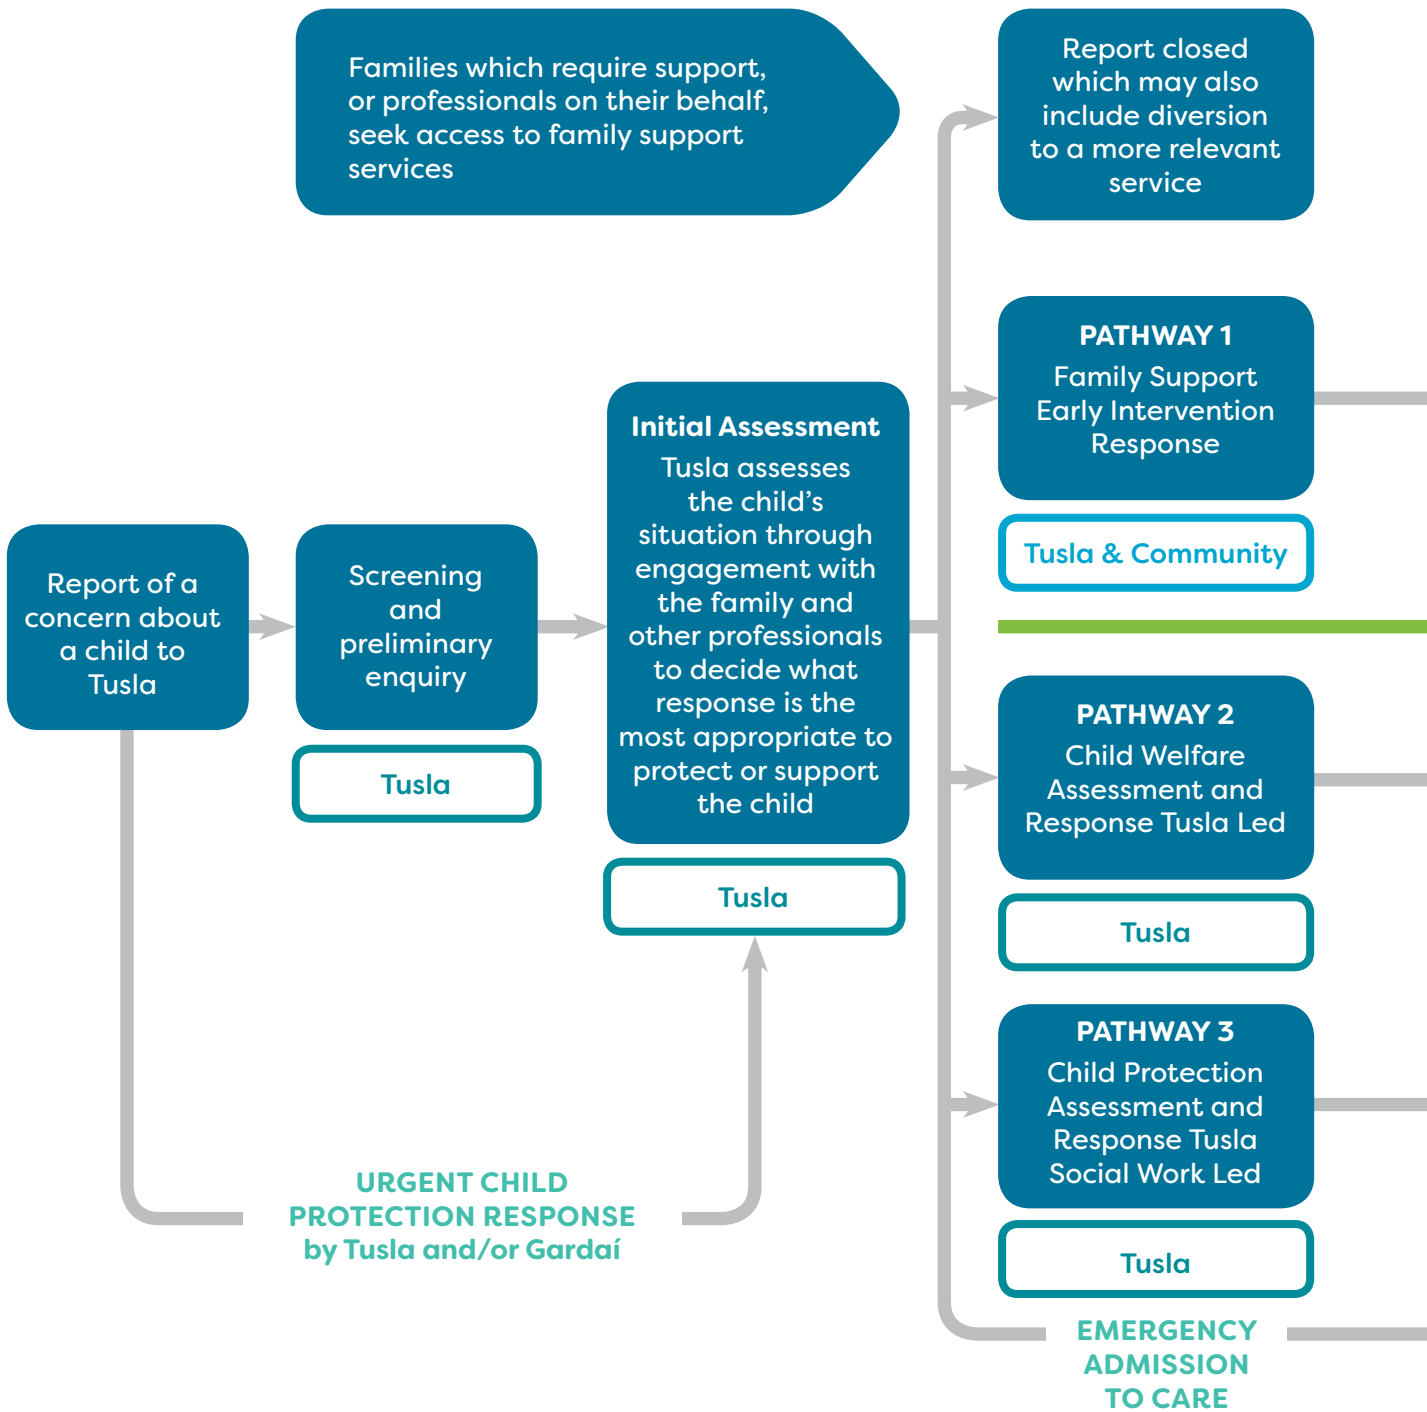 Families which require support,
or professionals on their behalf,
seek access to family support
services
Report closed
which may also
include diversion
to a more relevant
service
Report of a
concern about
a child to
Tusla
Screening
and
preliminary
enquiry
Tusla
Initial Assessment
Tusla assesses
the child’s
situation through
engagement with
the family and
other professionals
to decide what
response is the
most appropriate to
protect or support
the child
Tusla
PATHWAY 1
Family Support
Early Intervention
Response
Tusla & Community
PATHWAY 2
Child Welfare
Assessment and
Response Tusla Led
Tusla
PATHWAY 3
Child Protection
Assessment and
Response Tusla
Social Work Led
Tusla
URGENT CHILD
PROTECTION RESPONSE
by Tusla and/or Gardaí
EMERGENCY
ADMISSION
TO CARE